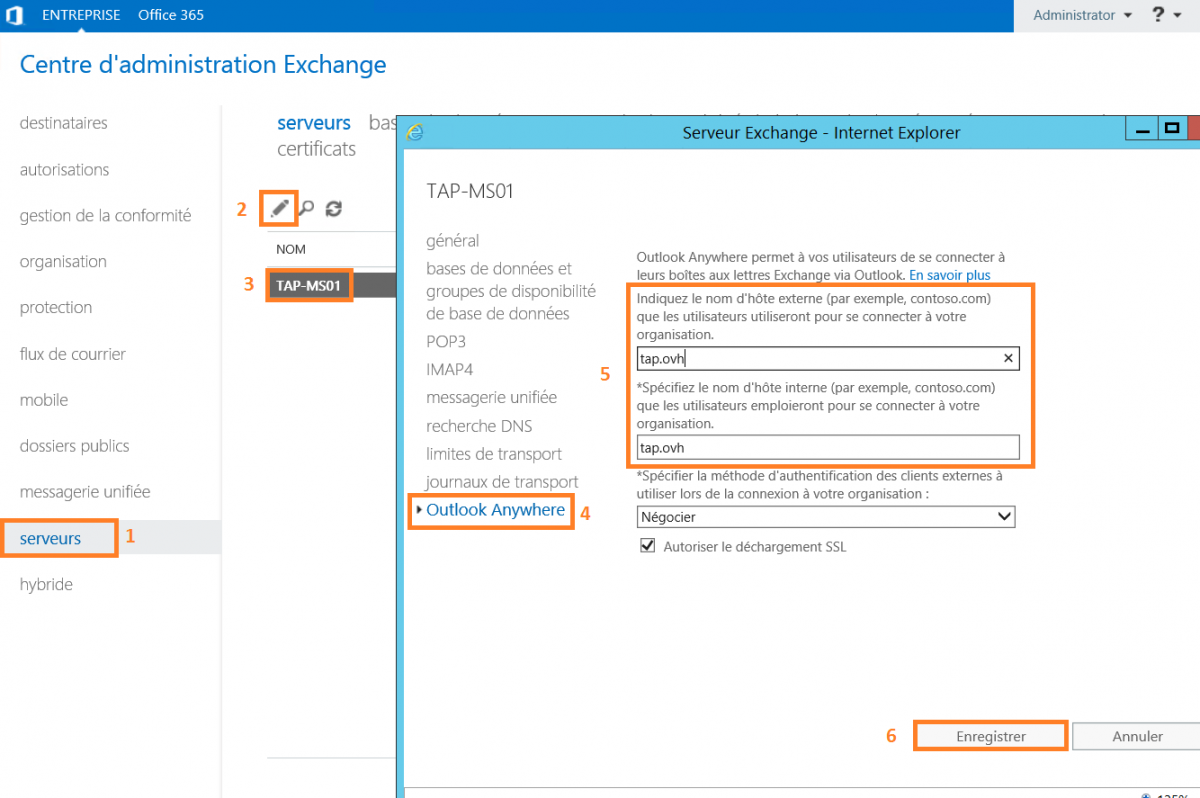 ENTREPRISE Office 365
Administrator ?
Centre d'administration Exchange
destinataires
autorisations
gestion de la conformité
organisation
protection
flux de courrier
mobile
dossiers publics
messagerie unifiée
serveurs 1
hybride
serveurs
certificats
2
NOM
3 TAP-MS01
Serveur Exchange - Internet Explorer
TAP-MS01
général
bases de données et
groupes de disponibilité
de base de données
POP3
IMAP4
messagerie unifiée
recherche DNS
limites de transport
journaux de transport
Outlook Anywhere 4
Outlook Anywhere permet à vos utilisateurs de se connecter à
leurs boîtes aux lettres Exchange via Outlook. En savoir plus
Indiquez le nom d'hôte externe (par exemple, contoso.com)
que les utilisateurs utiliseront pour se connecter à votre
organisation.
tap.ovh
5
*Spécifiez le nom d'hôte interne (par exemple, contoso.com)
que les utilisateurs emploieront pour se connecter à votre
organisation.
tap.ovh
*Spécifier la méthode d'authentification des clients externes à
utiliser lors de la connexion à votre organisation :
Négocier
Autoriser le déchargement SSL
6 Enregistrer Annuler